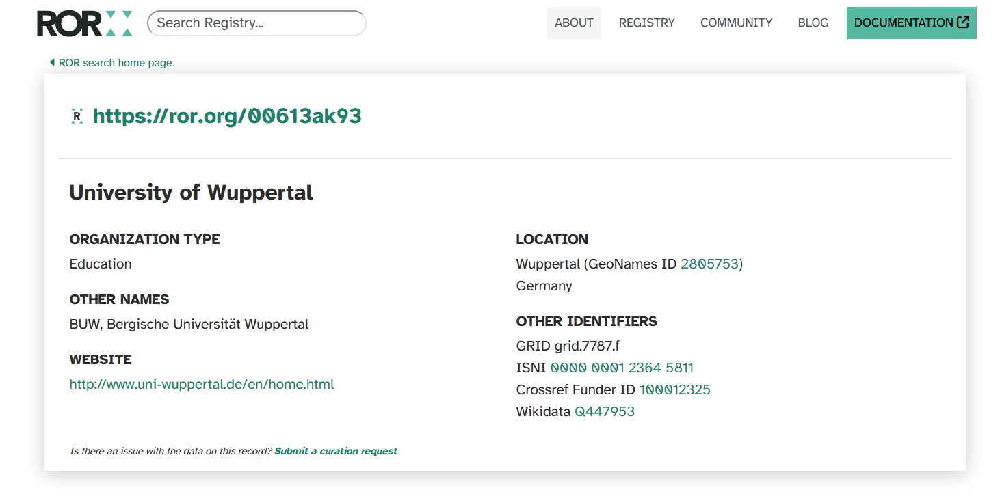 ROR
Search Registry...
ABOUT
REGISTRY
COMMUNITY
BLOG
DOCUMENTATION
ROR search home page
R https://ror.org/00613ak93
University of Wuppertal
ORGANIZATION TYPE
Education
OTHER NAMES
BUW, Bergische Universität Wuppertal
WEBSITE
http://www.uni-wuppertal.de/en/home.html
LOCATION
Wuppertal (GeoNames ID 2805753)
Germany
OTHER IDENTIFIERS
GRID grid.7787.f
ISNI 0000 0001 2364 5811
Crossref Funder ID 100012325
Wikidata Q447953
Is there an issue with the data on this record? Submit a curation request